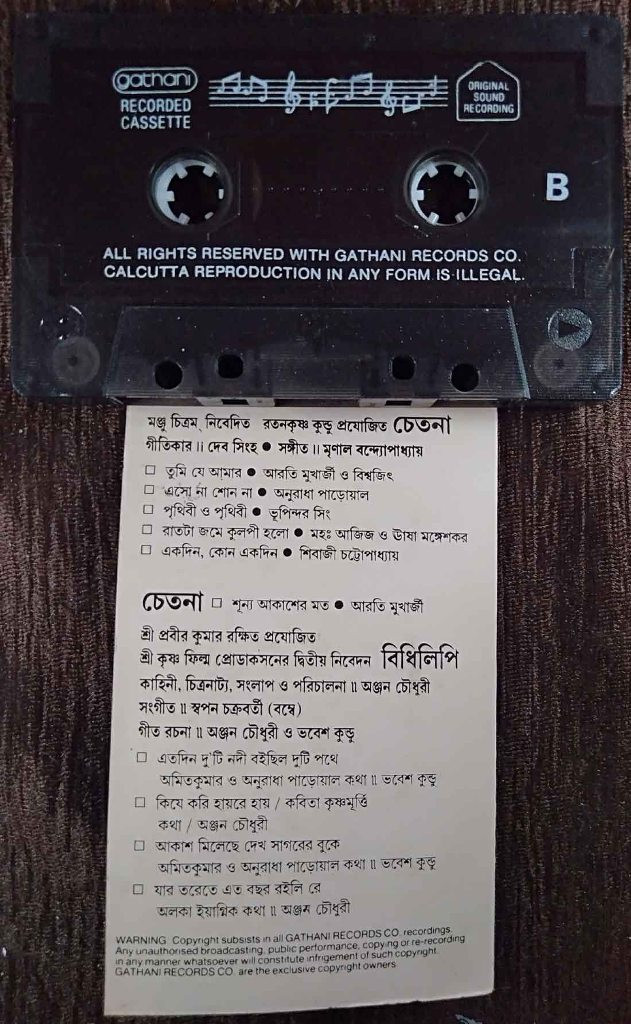 gathani
RECORDED
CASSETTE
ORIGINAL
SOUND
RECORDING
B
ALL RIGHTS RESERVED WITH GATHANI RECORDS CO.
CALCUTTA REPRODUCTION IN ANY FORM IS ILLEGAL.
মঞ্জু চিত্রম্ নিবেদিত রতনকৃষ্ণ কুন্ডু প্রযোজিত চেতনা
গীতিকার ॥ দেব সিংহ ● সঙ্গীত ॥ মৃণাল বন্দ্যোপাধ্যায়
☐ তুমি যে আমার ● আরতি মুখার্জী ও বিশ্বজিৎ
☐ এসো না শোন না ● অনুরাধা পাড়োয়াল
☐ পৃথিবী ও পৃথিবী ● ভূপিন্দর সিং
☐ রাতটা জমে কুলপী হলো ● মহঃ আজিজ ও ঊষা মঙ্গেশকর
☐ একদিন, কোন একদিন ● শিবাজী চট্টোপাধ্যায়
চেতনা ☐ শূন্য আকাশের মত ● আরতি মুখার্জী
শ্রী প্রবীর কুমার রক্ষিত প্রযোজিত
শ্রী কৃষ্ণ ফিল্ম প্রোডাকসনের দ্বিতীয় নিবেদন বিধিলিপি
কাহিনী, চিত্রনাট্য, সংলাপ ও পরিচালনা ॥ অঞ্জন চৌধুরী
সংগীত ॥ স্বপন চক্রবর্তী (বম্বে)
গীত রচনা ॥ অঞ্জন চৌধুরী ও ভবেশ কুন্ডু
☐ এতদিন দু'টি নদী বইছিল দুটি পথে
অমিতকুমার ও অনুরাধা পাড়োয়াল কথা ॥ ভবেশ কুন্ডু
☐ কিযে করি হায়রে হায় / কবিতা কৃষ্ণমূর্ত্তি
কথা / অঞ্জন চৌধুরী
☐ আকাশ মিলেছে দেখ সাগরের বুকে
অমিতকুমার ও অনুরাধা পাড়োয়াল কথা ॥ ভবেশ কুন্ডু
☐ যার তরেতে এত বছর রইলি রে
অলকা ইয়াগ্নিক কথা ॥ অঞ্জন চৌধুরী
WARNING: Copyright subsists in all GATHANI RECORDS CO. recordings.
Any unauthorised broadcasting, public performance, copying or re-recording
in any manner whatsoever will constitute infrigement of such copyright.
GATHANI RECORDS CO. are the exclusive copyright owners